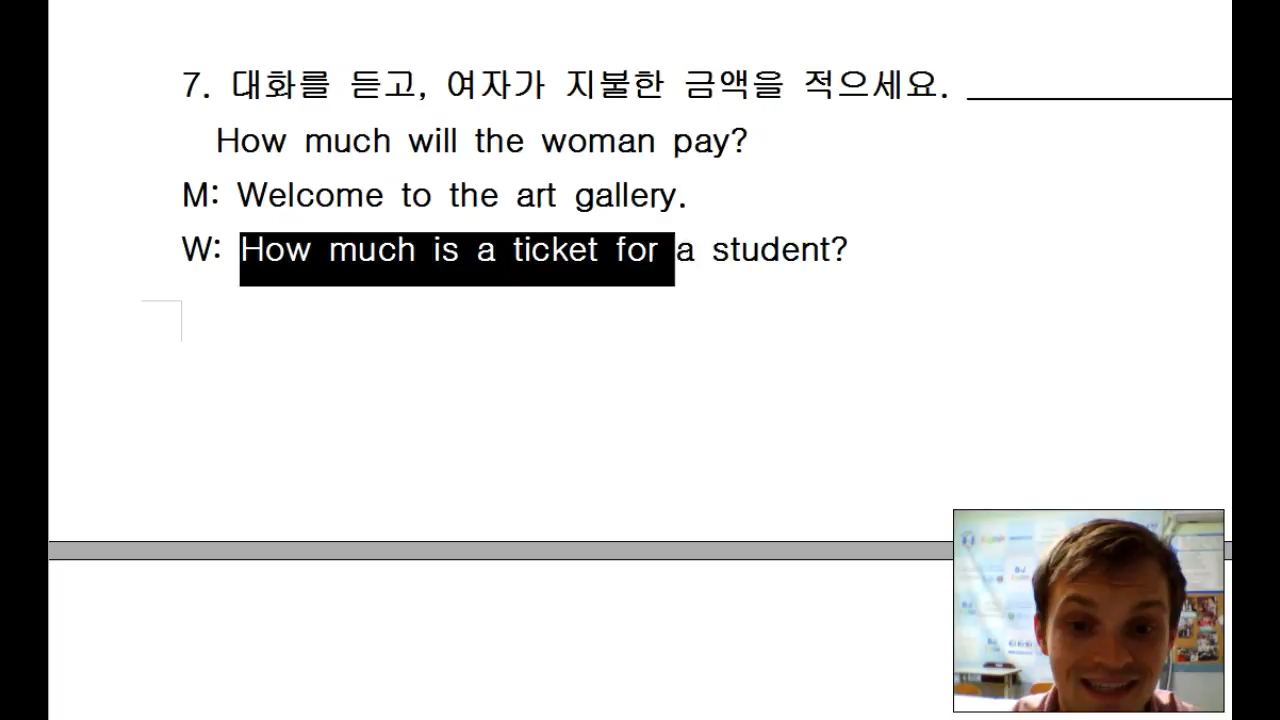 7. 대화를 듣고, 여자가 지불한 금액을 적으세요. ___________
How much will the woman pay?
M: Welcome to the art gallery.
W: How much is a ticket for a student?